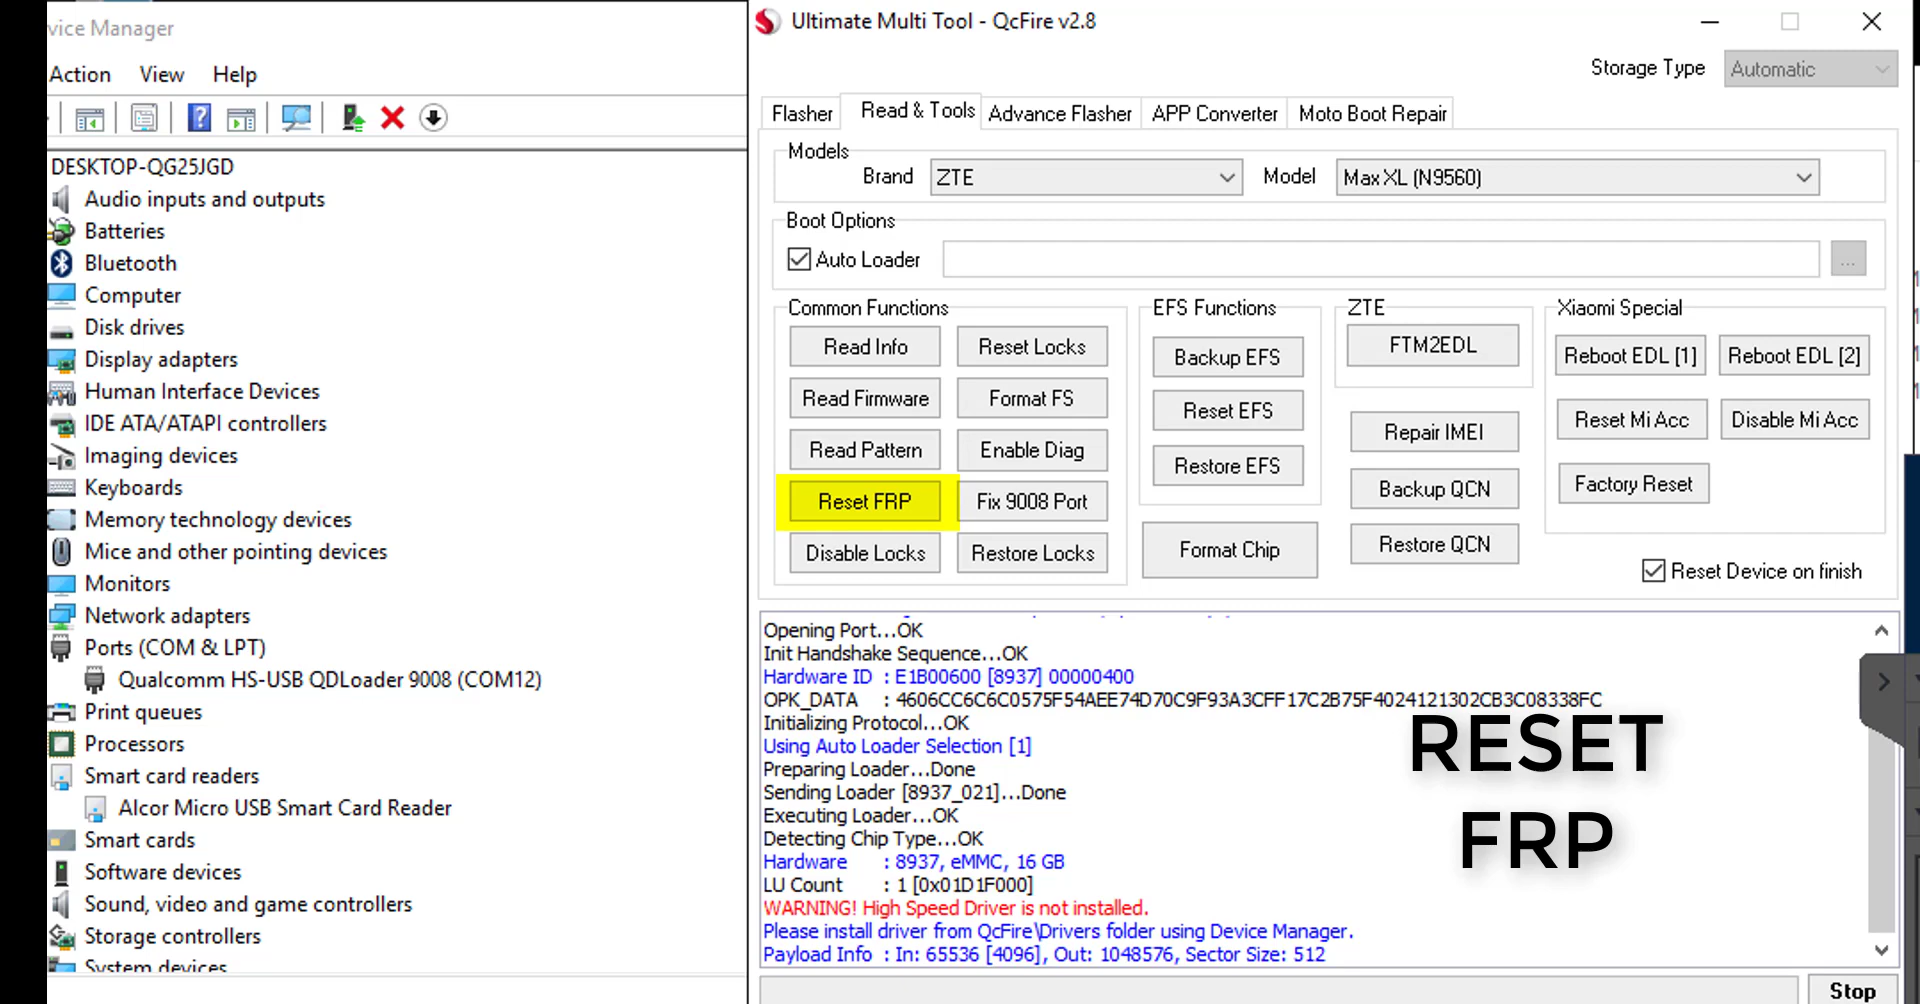 vice Manager
Action View Help
DESKTOP-QG25JGD
Audio inputs and outputs
Batteries
Bluetooth
Computer
Disk drives
Display adapters
Human Interface Devices
IDE ATA/ATAPI controllers
Imaging devices
Keyboards
Memory technology devices
Mice and other pointing devices
Monitors
Network adapters
Ports (COM & LPT)
Qualcomm HS-USB QDLoader 9008 (COM12)
Print queues
Processors
Smart card readers
Alcor Micro USB Smart Card Reader
Smart cards
Software devices
Sound, video and game controllers
Storage controllers
System devices
Ultimate Multi Tool - QcFire v2.8
Storage Type Automatic
Flasher Read & Tools Advance Flasher APP Converter Moto Boot Repair
Models
Brand ZTE Model Max XL (N9560)
Boot Options
Auto Loader ...
Common Functions
Read Info Reset Locks
Read Firmware Format FS
Read Pattern Enable Diag
Reset FRP Fix 9008 Port
Disable Locks Restore Locks
EFS Functions
Backup EFS
Reset EFS
Restore EFS
Format Chip
ZTE
FTM2EDL
Repair IMEI
Backup QCN
Restore QCN
Xiaomi Special
Reboot EDL [1] Reboot EDL [2]
Reset Mi Acc Disable Mi Acc
Factory Reset
Reset Device on finish
Opening Port...OK
Init Handshake Sequence...OK
Hardware ID : E1B00600 [8937] 00000400
OPK_DATA : 4606CC6C6C0575F54AEE74D70C9F93A3CFF17C2B75F4024121302CB3C08338FC
Initializing Protocol...OK
Using Auto Loader Selection [1]
Preparing Loader...Done
Sending Loader [8937_021]...Done
Executing Loader...OK
Detecting Chip Type...OK
Hardware : 8937, eMMC, 16 GB
LU Count : 1 [0x01D1F000]
WARNING! High Speed Driver is not installed.
Please install driver from QcFire\Drivers folder using Device Manager.
Payload Info : In: 65536 [4096], Out: 1048576, Sector Size: 512
RESET
FRP
Stop